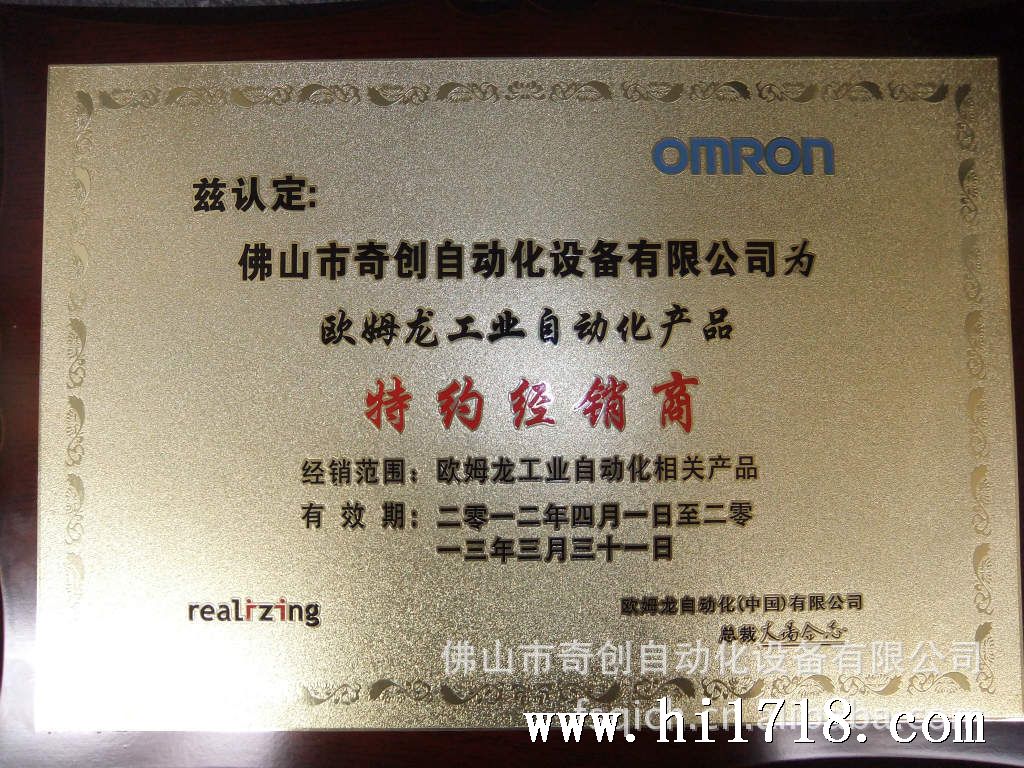 OMRON
兹认定:
佛山市奇创自动化设备有限公司为
欧姆龙工业自动化产品
特约经销商
经销范围：欧姆龙工业自动化相关产品
有效期：二零一二年四月一日至二零
一三年三月三十一日
realizing
欧姆龙自动化(中国)有限公司
总裁
佛山市奇创自动化设备有限公司
www.hi1718.com